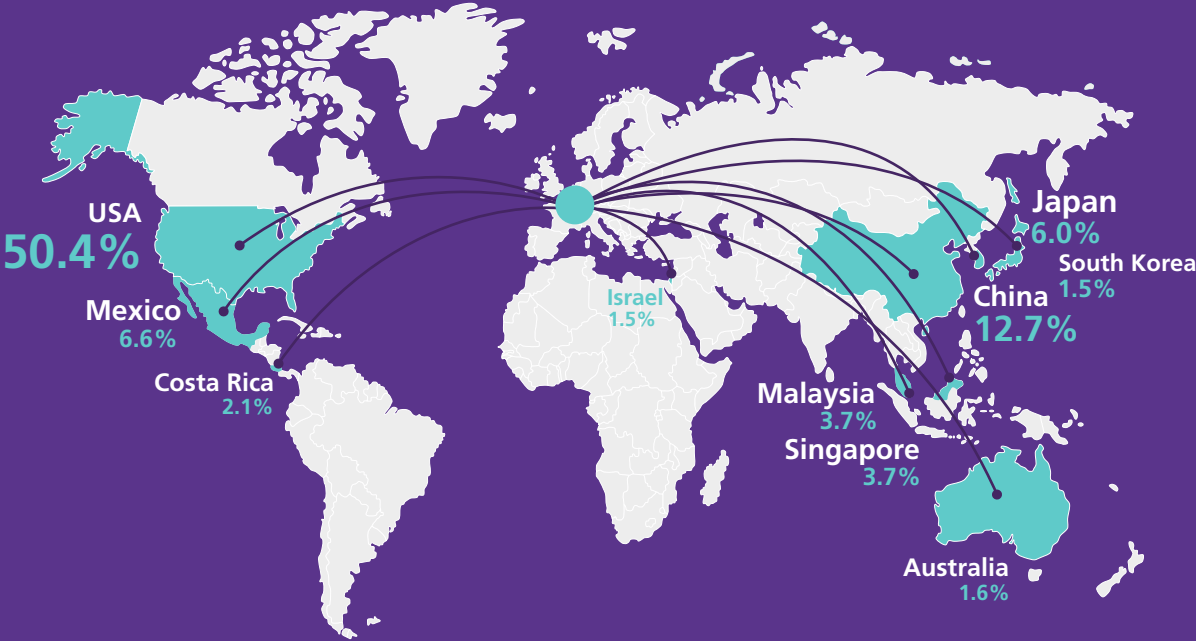 USA
50.4%
Mexico
6.6%
Costa Rica
2.1%
Israel
1.5%
Japan
6.0%
South Korea
1.5%
China
12.7%
Malaysia
3.7%
Singapore
3.7%
Australia
1.6%